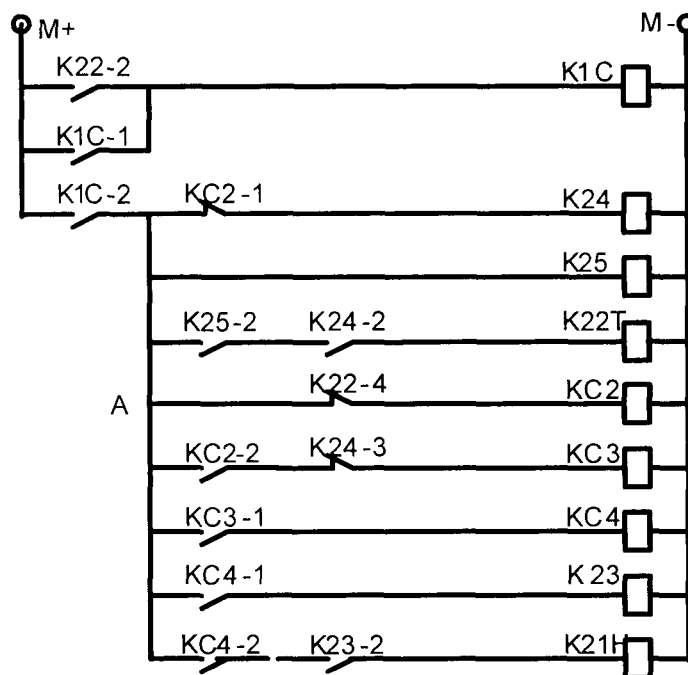 M+ M-
K22-2 K1C
K1C-1
K1C-2 KC2-1 K24
K25
K25-2 K24-2 K22T
K22-4 KC2
A
KC2-2 K24-3 KC3
KC3-1 KC4
KC4-1 K23
KC4-2 K23-2 K21H